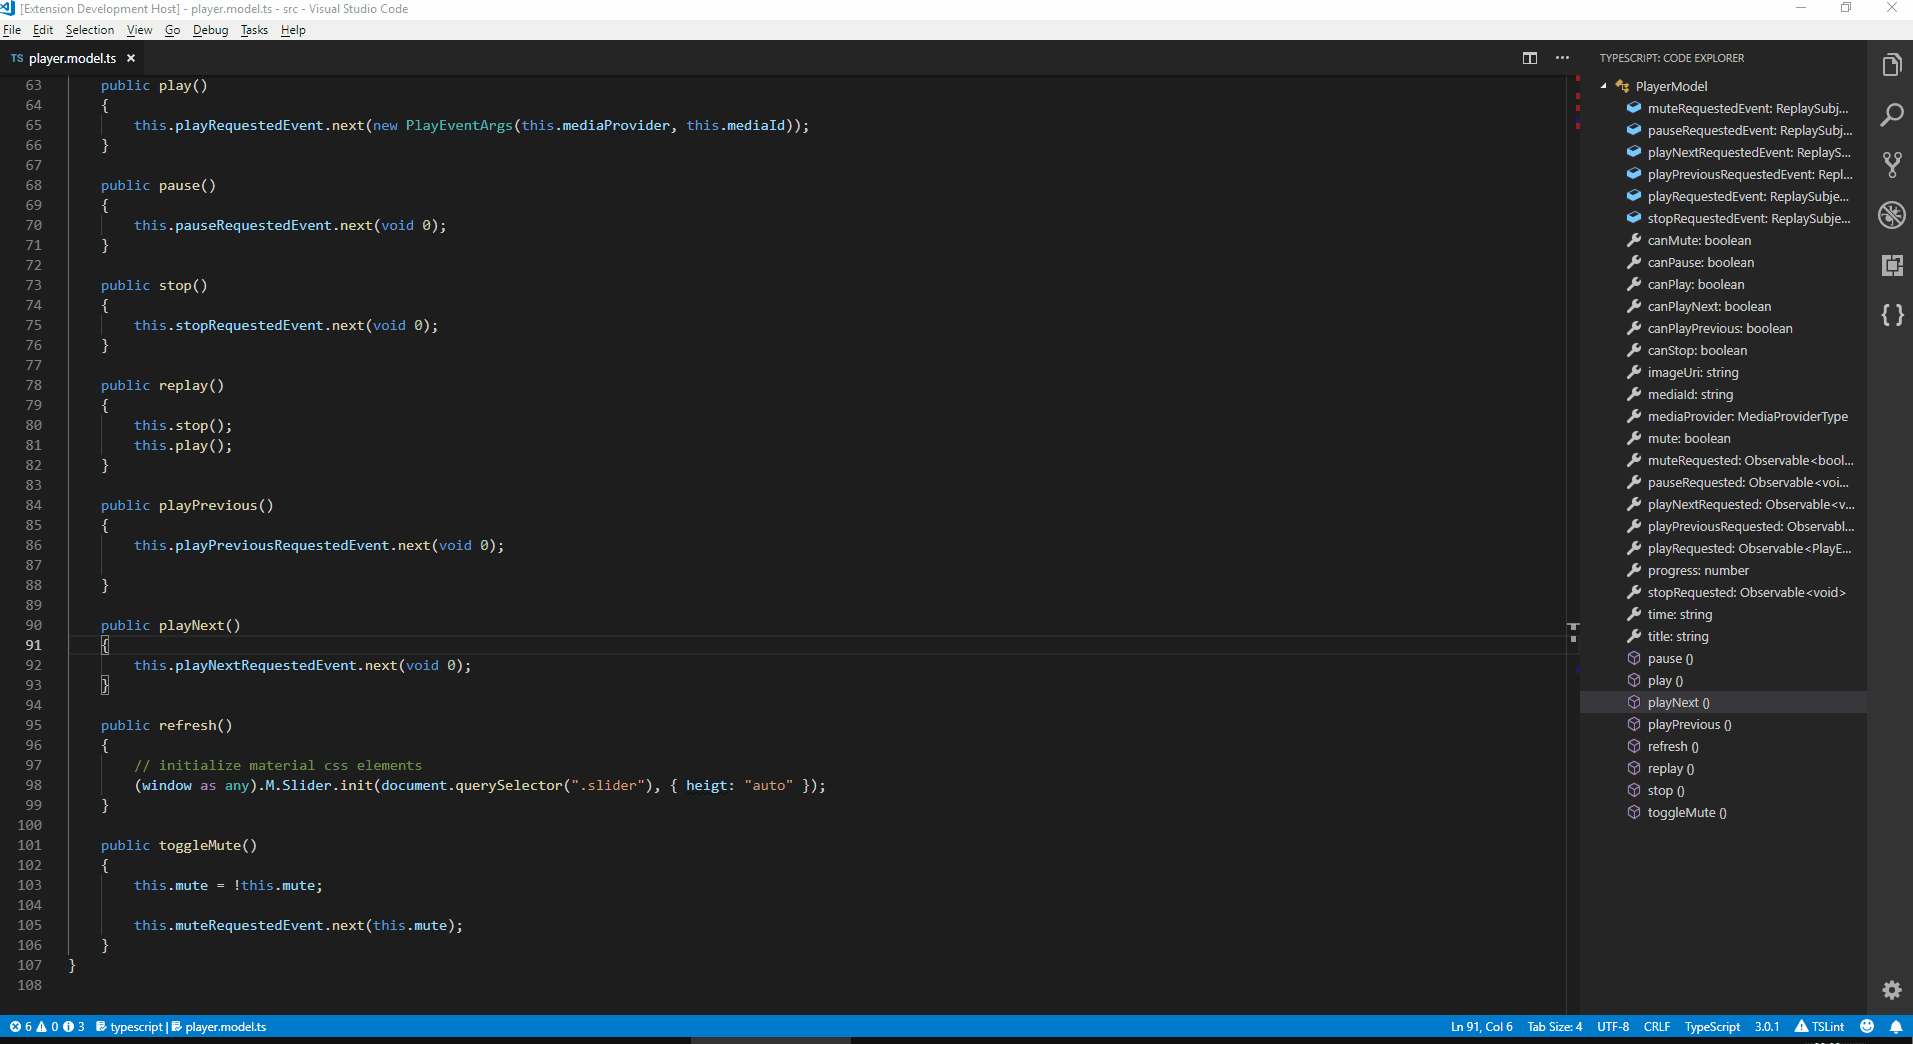 [Extension Development Host] - player.model.ts - src - Visual Studio Code
File Edit Selection View Go Debug Tasks Help
TS player.model.ts ×
63 public play()
64 {
65 this.playRequestedEvent.next(new PlayEventArgs(this.mediaProvider, this.mediaId));
66 }
67
68 public pause()
69 {
70 this.pauseRequestedEvent.next(void 0);
71 }
72
73 public stop()
74 {
75 this.stopRequestedEvent.next(void 0);
76 }
77
78 public replay()
79 {
80 this.stop();
81 this.play();
82 }
83
84 public playPrevious()
85 {
86 this.playPreviousRequestedEvent.next(void 0);
87
88 }
89
90 public playNext()
91 {
92 this.playNextRequestedEvent.next(void 0);
93 }
94
95 public refresh()
96 {
97 // initialize material css elements
98 (window as any).M.Slider.init(document.querySelector(".slider"), { heigt: "auto" });
99 }
100
101 public toggleMute()
102 {
103 this.mute = !this.mute;
104
105 this.muteRequestedEvent.next(this.mute);
106 }
107 }
108
TYPESCRIPT: CODE EXPLORER
PlayerModel
muteRequestedEvent: ReplaySubj...
pauseRequestedEvent: ReplaySubj...
playNextRequestedEvent: ReplayS...
playPreviousRequestedEvent: Repl...
playRequestedEvent: ReplaySubje...
stopRequestedEvent: ReplaySubje...
canMute: boolean
canPause: boolean
canPlay: boolean
canPlayNext: boolean
canPlayPrevious: boolean
canStop: boolean
imageUri: string
mediaId: string
mediaProvider: MediaProviderType
mute: boolean
muteRequested: Observable<bool...
pauseRequested: Observable<voi...
playNextRequested: Observable<v...
playPreviousRequested: Observabl...
playRequested: Observable<PlayE...
progress: number
stopRequested: Observable<void>
time: string
title: string
pause ()
play ()
playNext ()
playPrevious ()
refresh ()
replay ()
stop ()
toggleMute ()
6 0 3 typescript | player.model.ts
Ln 91, Col 6 Tab Size: 4 UTF-8 CRLF TypeScript 3.0.1 TSLint